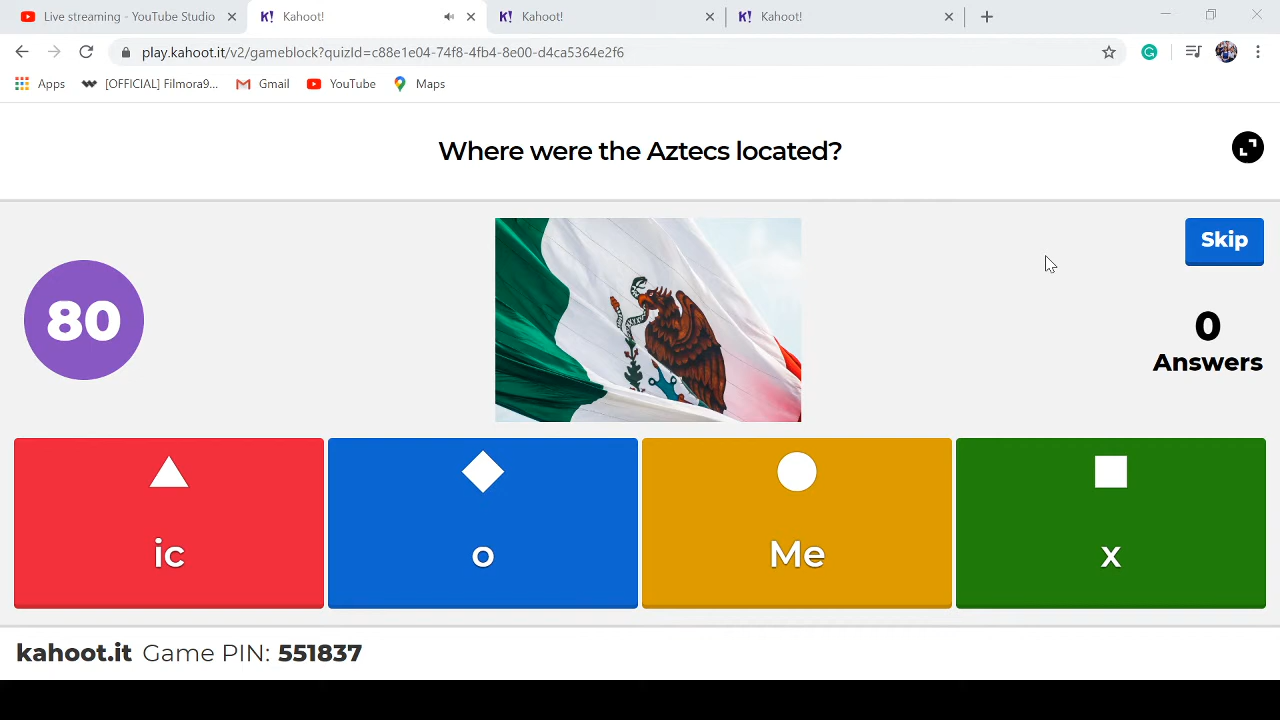 Live streaming - YouTube Studio
Kahoot!
Kahoot!
Kahoot!
play.kahoot.it/v2/gameblock?quizId=c88e1e04-74f8-4fb4-8e00-d4ca5364e2f6
Apps
[OFFICIAL] Filmora9...
Gmail
YouTube
Maps
Where were the Aztecs located?
Skip
80
0
Answers
ic
o
Me
x
kahoot.it Game PIN: 551837